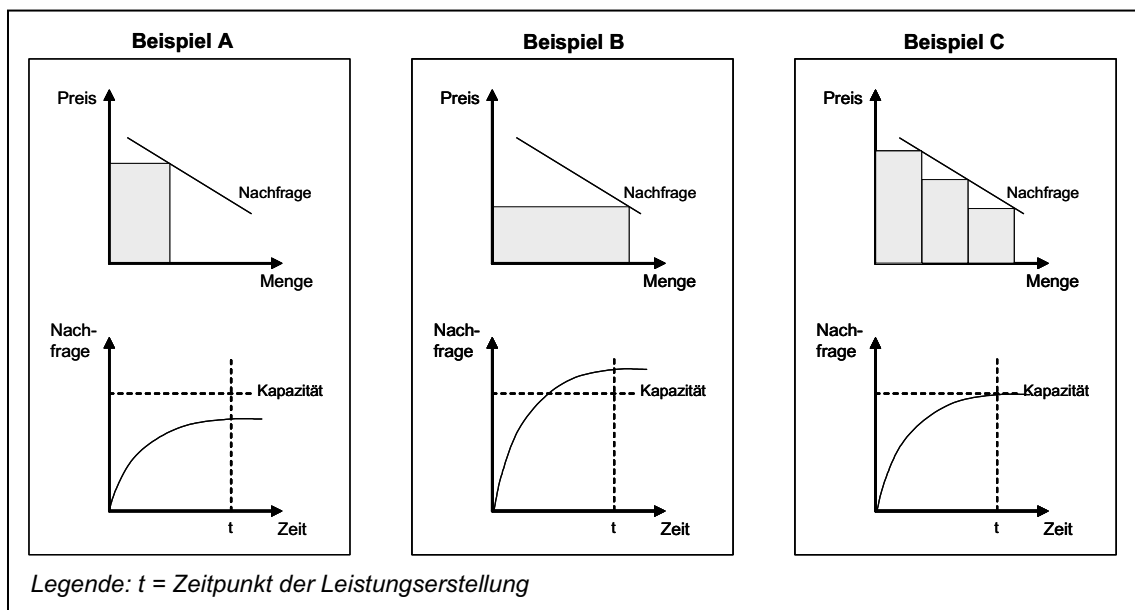 Beispiel A
Preis
Nachfrage
Menge
Nach-
frage
Kapazität
t
Zeit
Beispiel B
Preis
Nachfrage
Menge
Nach-
frage
Kapazität
t
Zeit
Beispiel C
Preis
Nachfrage
Menge
Nach-
frage
Kapazität
t
Zeit
Legende: t = Zeitpunkt der Leistungserstellung